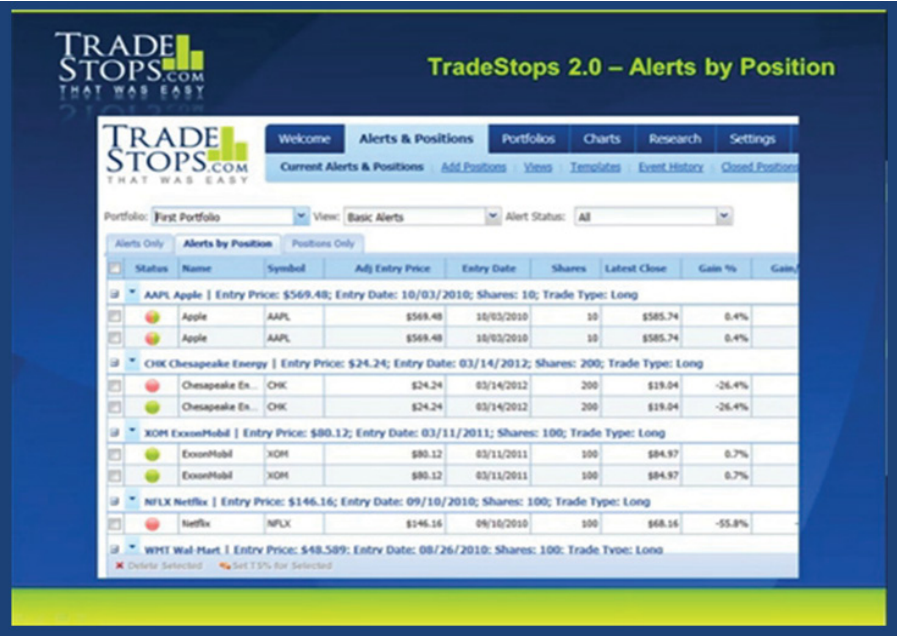 TRADE
STOPS.COM
THAT WAS EASY
TradeStops 2.0 – Alerts by Position
TRADE
STOPS.COM
THAT WAS EASY
Welcome Alerts & Positions Portfolios Charts Research Settings
Current Alerts & Positions Add Positions Views Templates Event History Closed Positions
Portfolio: First Portfolio View: Basic Alerts Alert Status: All
Alerts Only Alerts by Position Positions Only
Status Name Symbol Adj Entry Price Entry Date Shares Latest Close Gain % Gain/
AAPL Apple | Entry Price: $569.48; Entry Date: 10/03/2010; Shares: 10; Trade Type: Long
Apple AAPL $569.48 10/03/2010 10 $585.74 0.4%
Apple AAPL $569.48 10/03/2010 10 $585.74 0.4%
CHK Chesapeake Energy | Entry Price: $24.24; Entry Date: 03/14/2012; Shares: 200; Trade Type: Long
Chesapeake En... CHK $24.24 03/14/2012 200 $19.04 -26.4%
Chesapeake En... CHK $24.24 03/14/2012 200 $19.04 -26.4%
XOM ExxonMobil | Entry Price: $80.12; Entry Date: 03/11/2011; Shares: 100; Trade Type: Long
ExxonMobil XOM $80.12 03/11/2011 100 $84.97 0.7%
ExxonMobil XOM $80.12 03/11/2011 100 $84.97 0.7%
NFLX Netflix | Entry Price: $146.16; Entry Date: 09/10/2010; Shares: 100; Trade Type: Long
Netflix NFLX $146.16 09/10/2010 100 $68.16 -55.8%
WMT Wal-Mart | Entry Price: $48.589; Entry Date: 08/26/2010; Shares: 100; Trade Type: Long
Delete Selected Set TS% for Selected